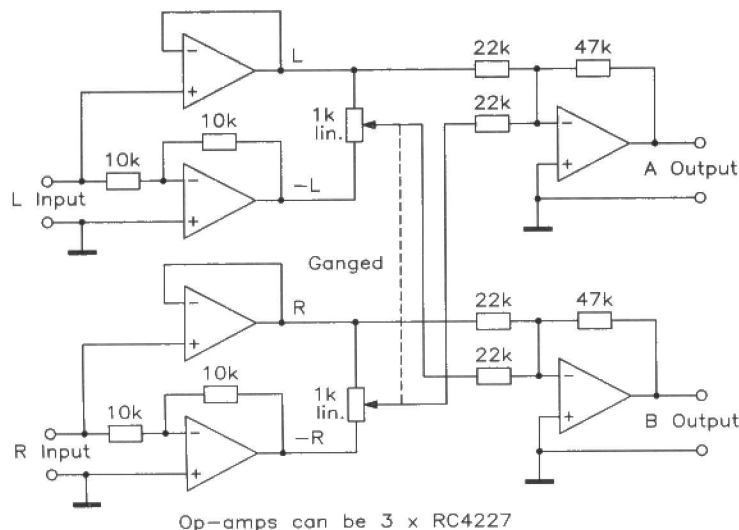 L
22k
47k
22k
1k
lin.
10k
10k
L Input
-L
A Output
Ganged
R
22k
47k
22k
1k
lin.
10k
10k
R Input
-R
B Output
Op-amps can be 3 x RC4227